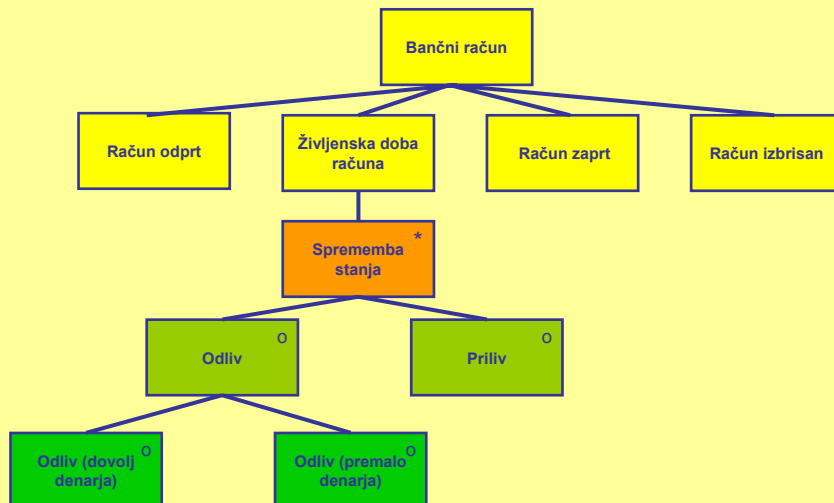 Bančni račun
Račun odprt
Življenska doba
računa
Račun zaprt
Račun izbrisan
*
Sprememba
stanja
o
Odliv
o
Priliv
o
Odliv (dovolj
denarja)
o
Odliv (premalo
denarja)